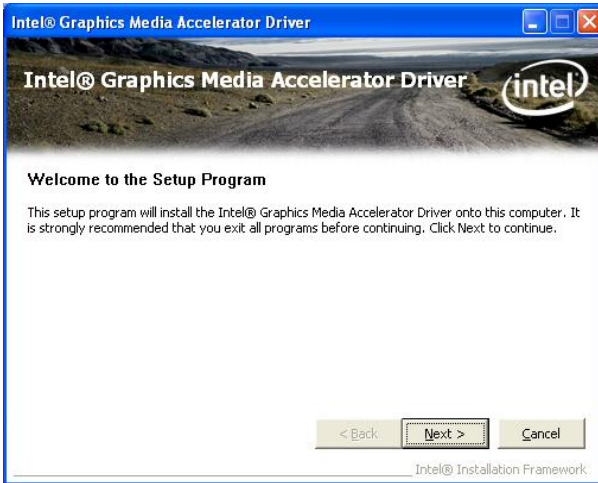 Intel® Graphics Media Accelerator Driver
Intel® Graphics Media Accelerator Driver
intel
Welcome to the Setup Program
This setup program will install the Intel® Graphics Media Accelerator Driver onto this computer. It
is strongly recommended that you exit all programs before continuing. Click Next to continue.
< Back
Next >
Cancel
Intel® Installation Framework